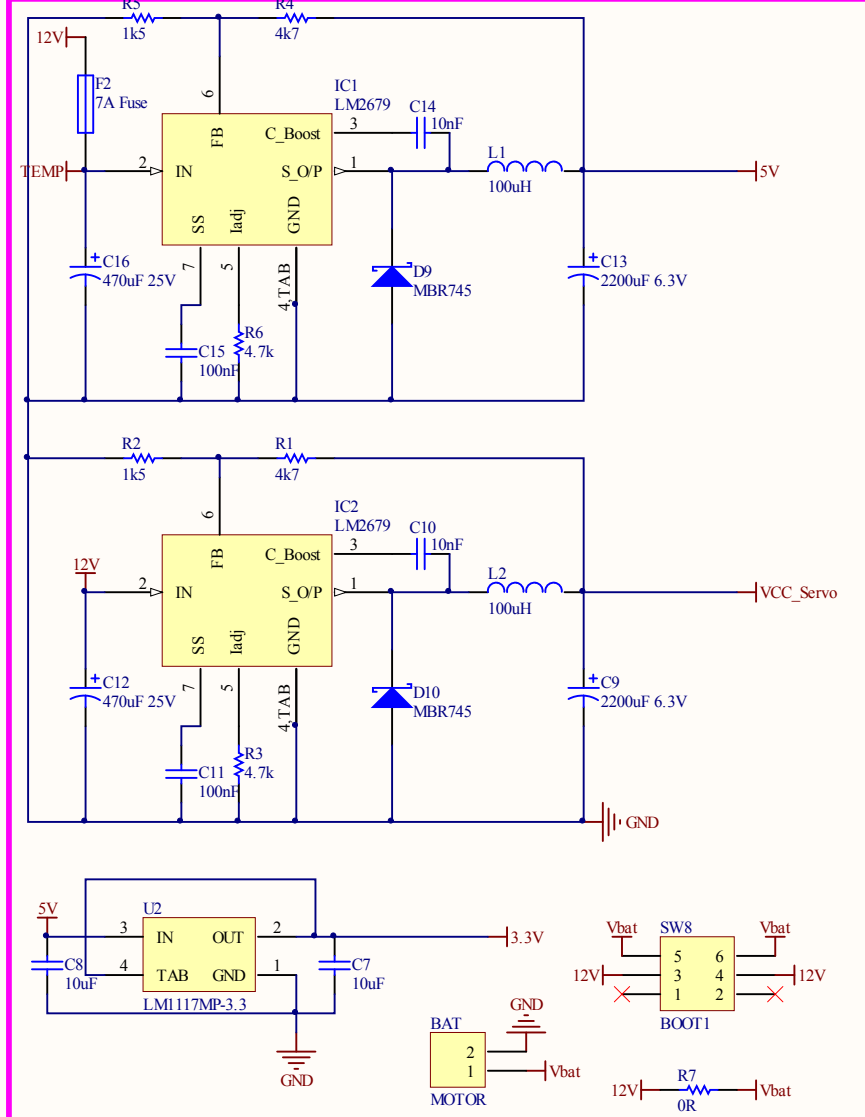 R5
1k5
R4
4k7
12V
F2
7A Fuse
6
FB
IC1
LM2679
C14
10nF
C_Boost
3
TEMP
2
IN
S_O/P
1
L1
100uH
5V
SS
Iadj
GND
7
5
4,TAB
C16
470uF 25V
D9
MBR745
C13
2200uF 6.3V
C15
100nF
R6
4.7k
R2
1k5
R1
4k7
6
FB
IC2
LM2679
C10
10nF
C_Boost
3
12V
2
IN
S_O/P
1
L2
100uH
VCC_Servo
SS
Iadj
GND
7
5
4,TAB
C12
470uF 25V
D10
MBR745
C9
2200uF 6.3V
C11
100nF
R3
4.7k
GND
5V
U2
3
IN
OUT
2
3.3V
4
TAB
GND
1
C8
10uF
C7
10uF
LM1117MP-3.3
GND
Vbat
SW8
Vbat
5
6
12V
3
4
12V
1
2
BOOT1
BAT
GND
2
1
Vbat
MOTOR
12V
R7
0R
Vbat